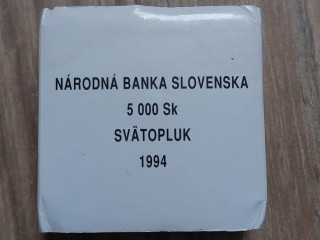 NÁRODNÁ BANKA SLOVENSKA
5 000 Sk
SVÄTOPLUK
1994